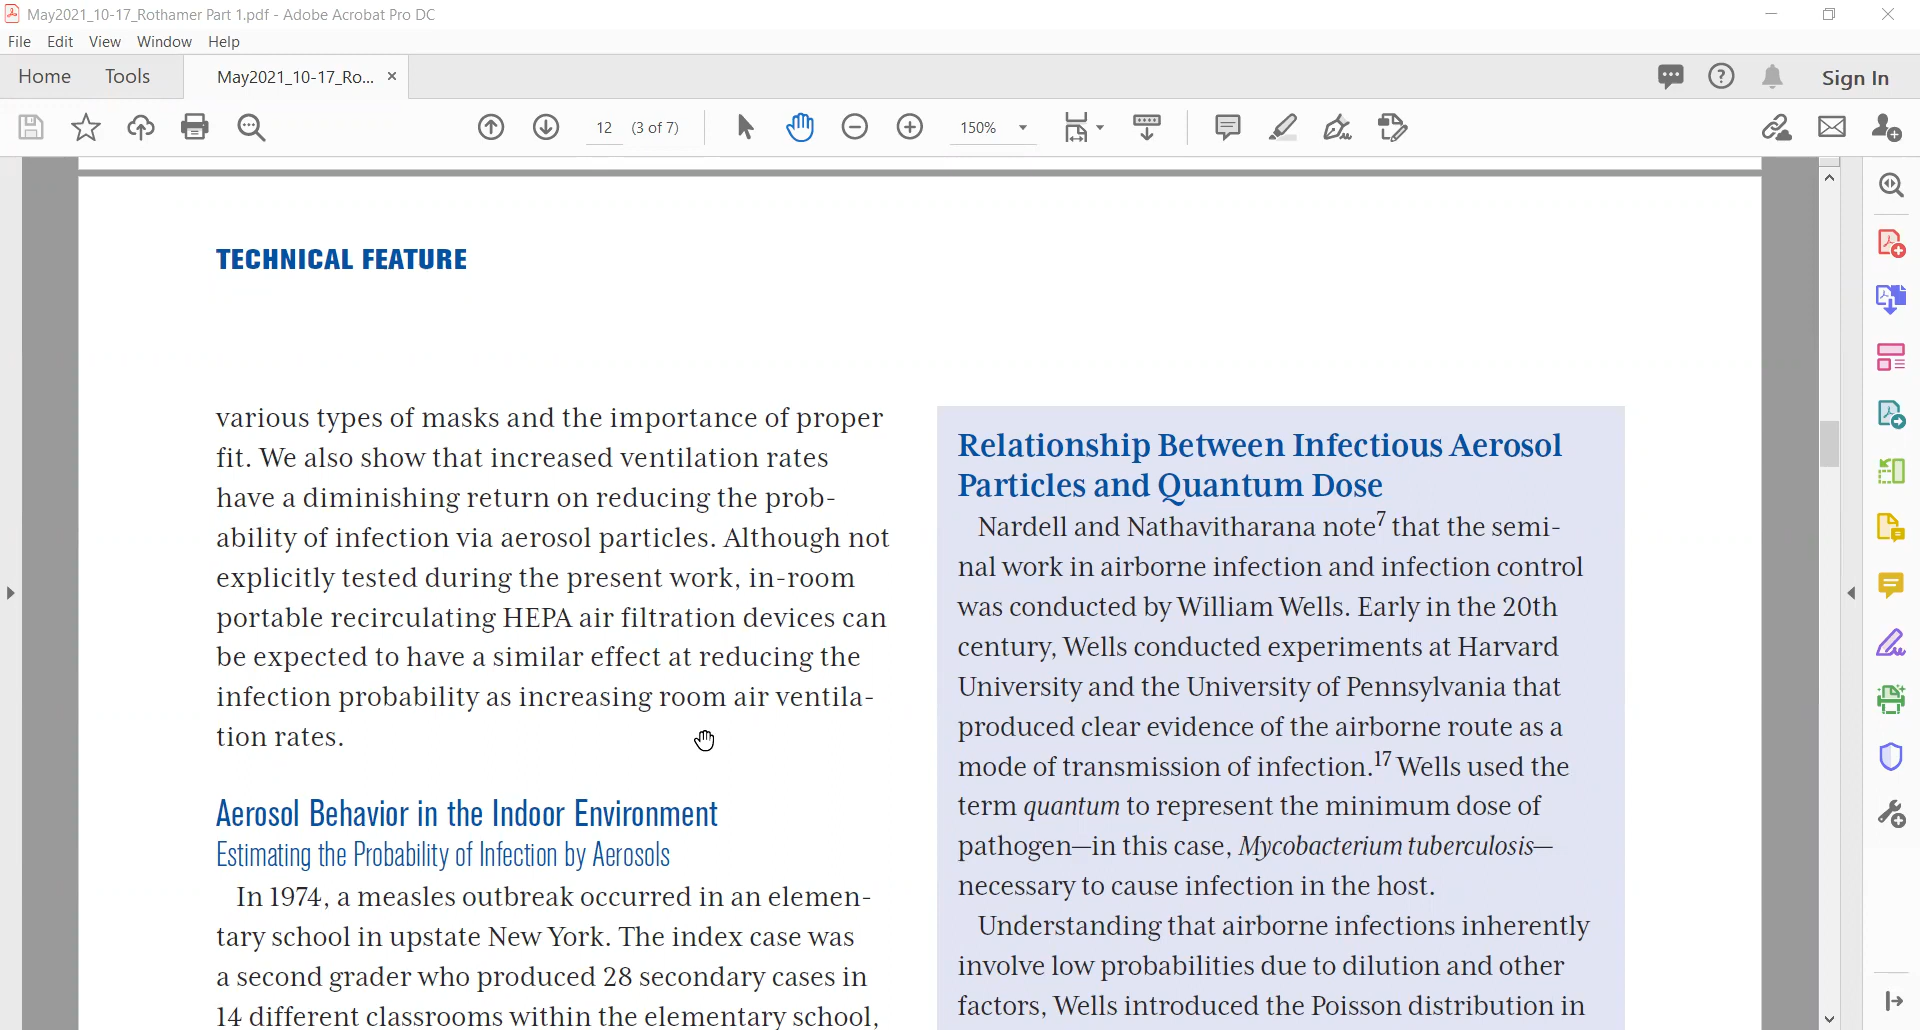 May2021_10-17_Rothamer Part 1.pdf - Adobe Acrobat Pro DC
File Edit View Window Help
Home Tools May2021_10-17_Ro... × Sign In
12 (3 of 7) 150%
TECHNICAL FEATURE
various types of masks and the importance of proper
fit. We also show that increased ventilation rates
have a diminishing return on reducing the prob-
ability of infection via aerosol particles. Although not
explicitly tested during the present work, in-room
portable recirculating HEPA air filtration devices can
be expected to have a similar effect at reducing the
infection probability as increasing room air ventila-
tion rates.
Aerosol Behavior in the Indoor Environment
Estimating the Probability of Infection by Aerosols
In 1974, a measles outbreak occurred in an elemen-
tary school in upstate New York. The index case was
a second grader who produced 28 secondary cases in
14 different classrooms within the elementary school,
Relationship Between Infectious Aerosol
Particles and Quantum Dose
Nardell and Nathavitharana note7 that the semi-
nal work in airborne infection and infection control
was conducted by William Wells. Early in the 20th
century, Wells conducted experiments at Harvard
University and the University of Pennsylvania that
produced clear evidence of the airborne route as a
mode of transmission of infection.17 Wells used the
term quantum to represent the minimum dose of
pathogen—in this case, Mycobacterium tuberculosis—
necessary to cause infection in the host.
Understanding that airborne infections inherently
involve low probabilities due to dilution and other
factors, Wells introduced the Poisson distribution in